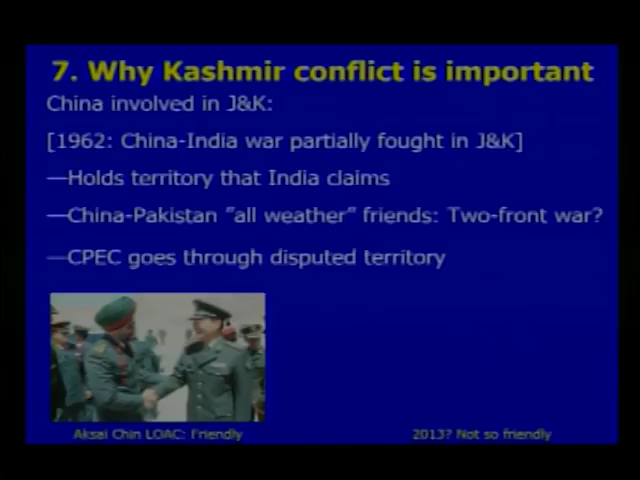 7. Why Kashmir conflict is important
China involved in J&K:
[1962: China-India war partially fought in J&K]
—Holds territory that India claims
—China-Pakistan "all weather" friends: Two-front war?
—CPEC goes through disputed territory
Aksai Chin LOAC: Friendly
2013? Not so friendly